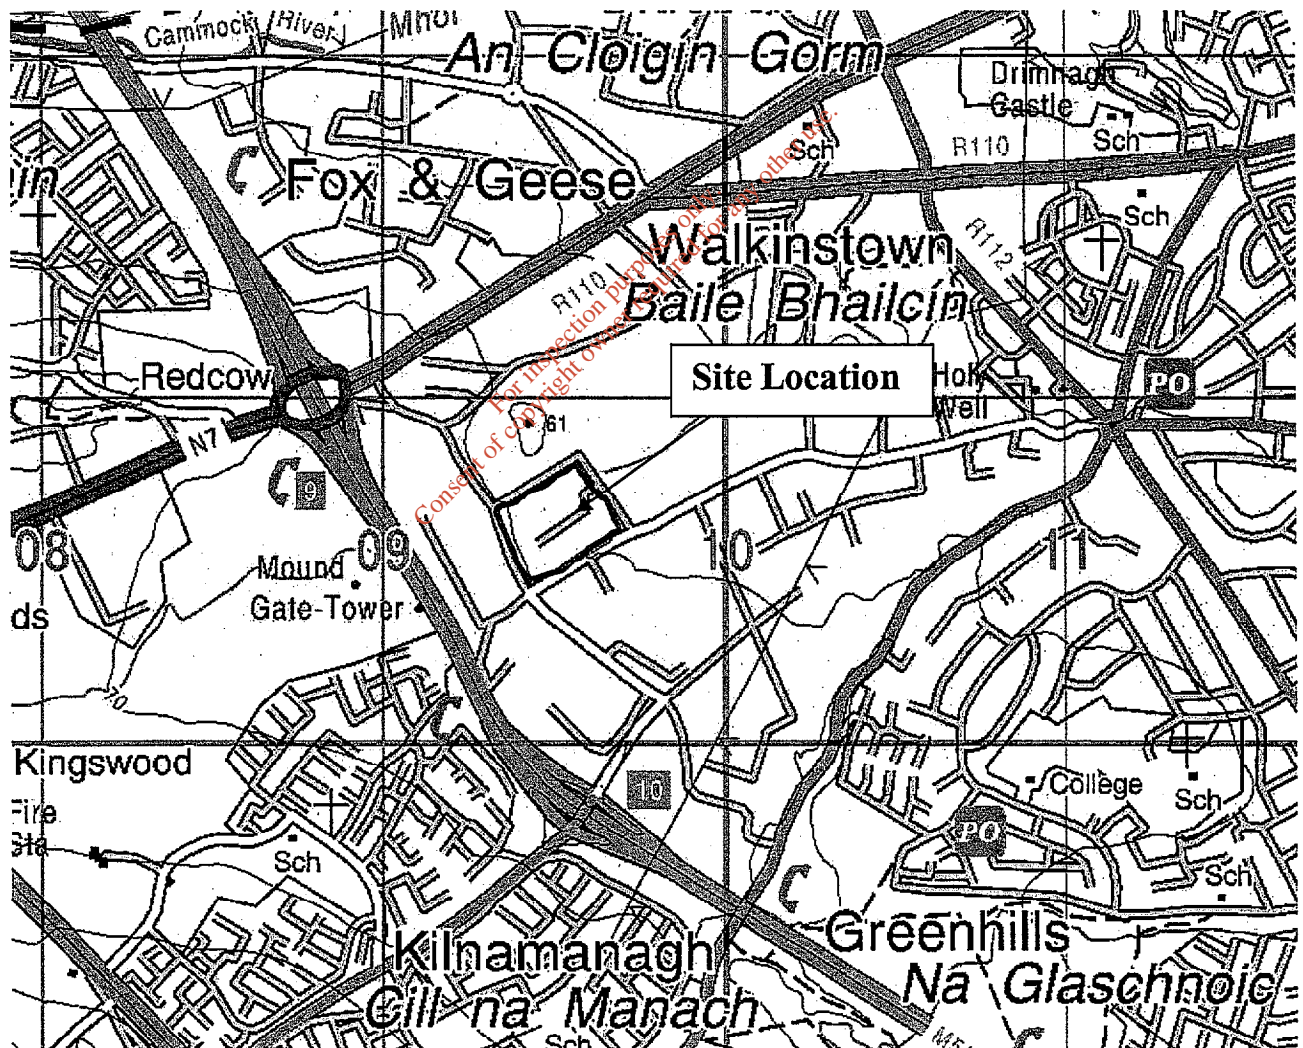 Cammock River
An Cloigín Gorm
Drimnagh
Castle
Sch
R110
Sch
Fox & Geese
Sch
Walkinstown
R112
R110
Baile Bhailcín
For inspection purposes only.
Consent of copyright owner required for any other use.
Redcow
Site Location
Holy
Well
PO
N7
61
9
08
09
10
11
Mound
Gate-Tower
ds
70
Kingswood
10
College
Sch
Fire
Sta
PO
Sch
Sch
Kilnamanagh
Greenhills
Cill na Manach
Na Glaschnoic
Sch